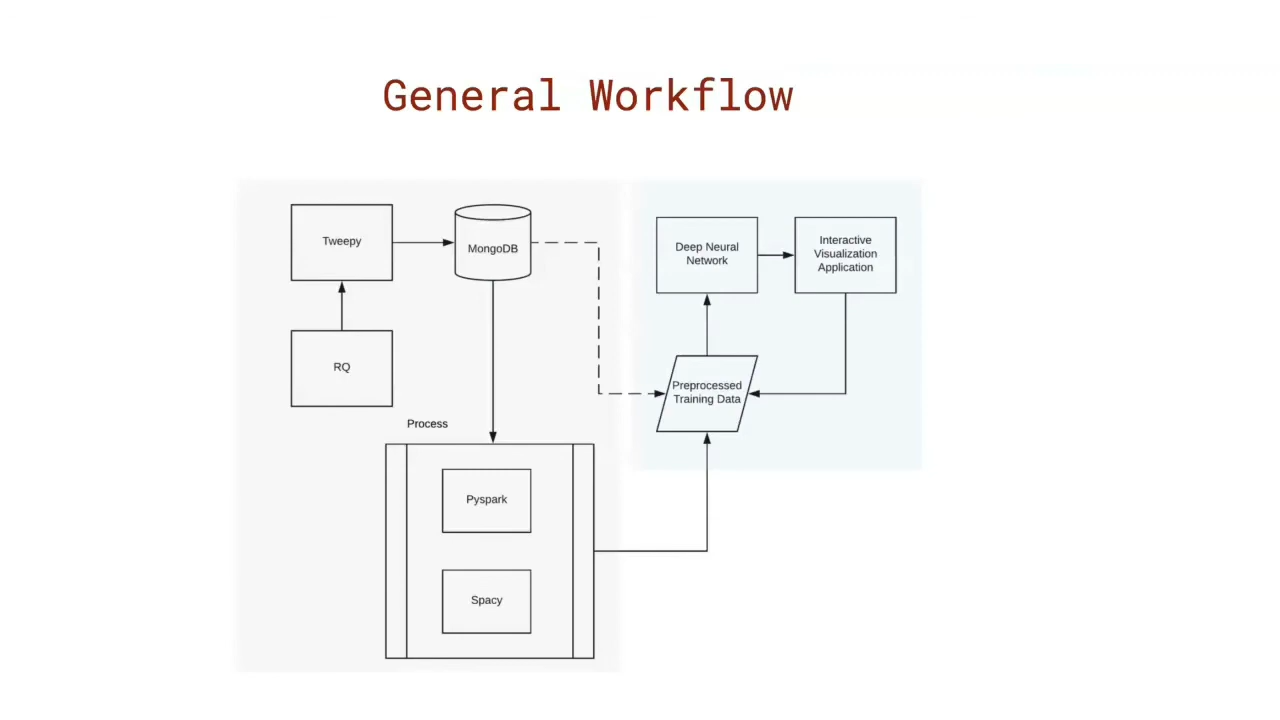 General Workflow
Tweepy
MongoDB
RQ
Process
Pyspark
Spacy
Deep Neural
Network
Interactive
Visualization
Application
Preprocessed
Training Data